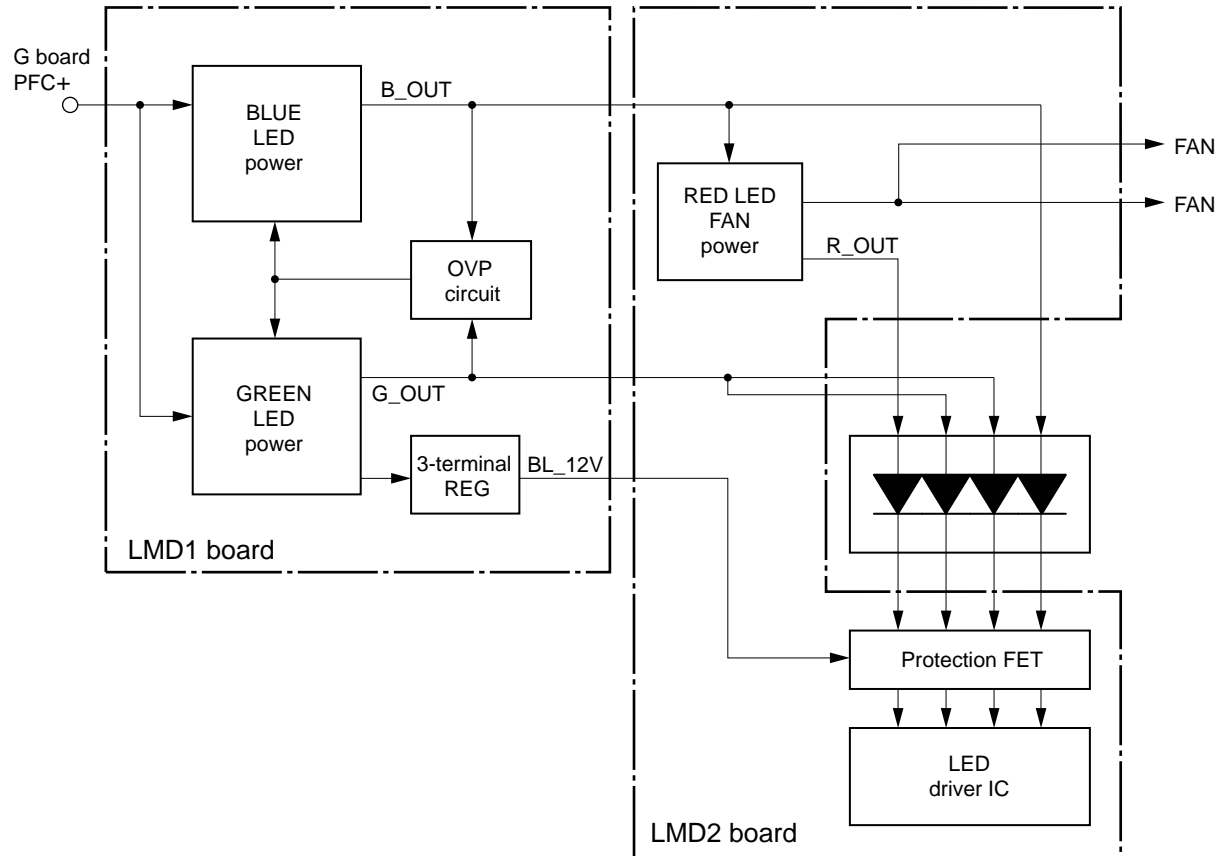 G board
PFC+
BLUE
LED
power
B_OUT
FAN
RED LED
FAN
power
FAN
R_OUT
OVP
circuit
GREEN
LED
power
G_OUT
3-terminal
REG
BL_12V
LMD1 board
Protection FET
LED
driver IC
LMD2 board